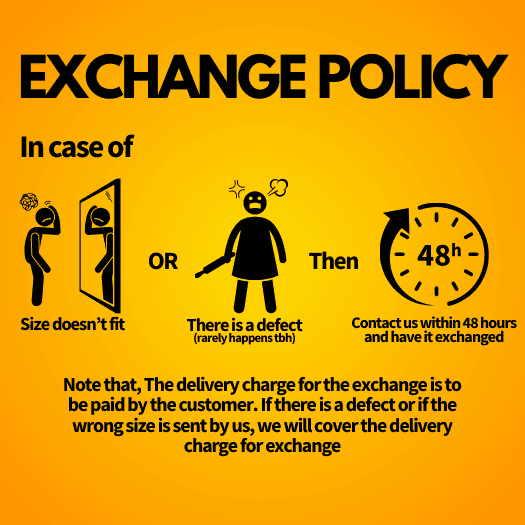 EXCHANGE POLICY
In case of
OR
Then
48h
Size doesn't fit
There is a defect
(rarely happens tbh)
Contact us within 48 hours
and have it exchanged
Note that, The delivery charge for the exchange is to
be paid by the customer. If there is a defect or if the
wrong size is sent by us, we will cover the delivery
charge for exchange